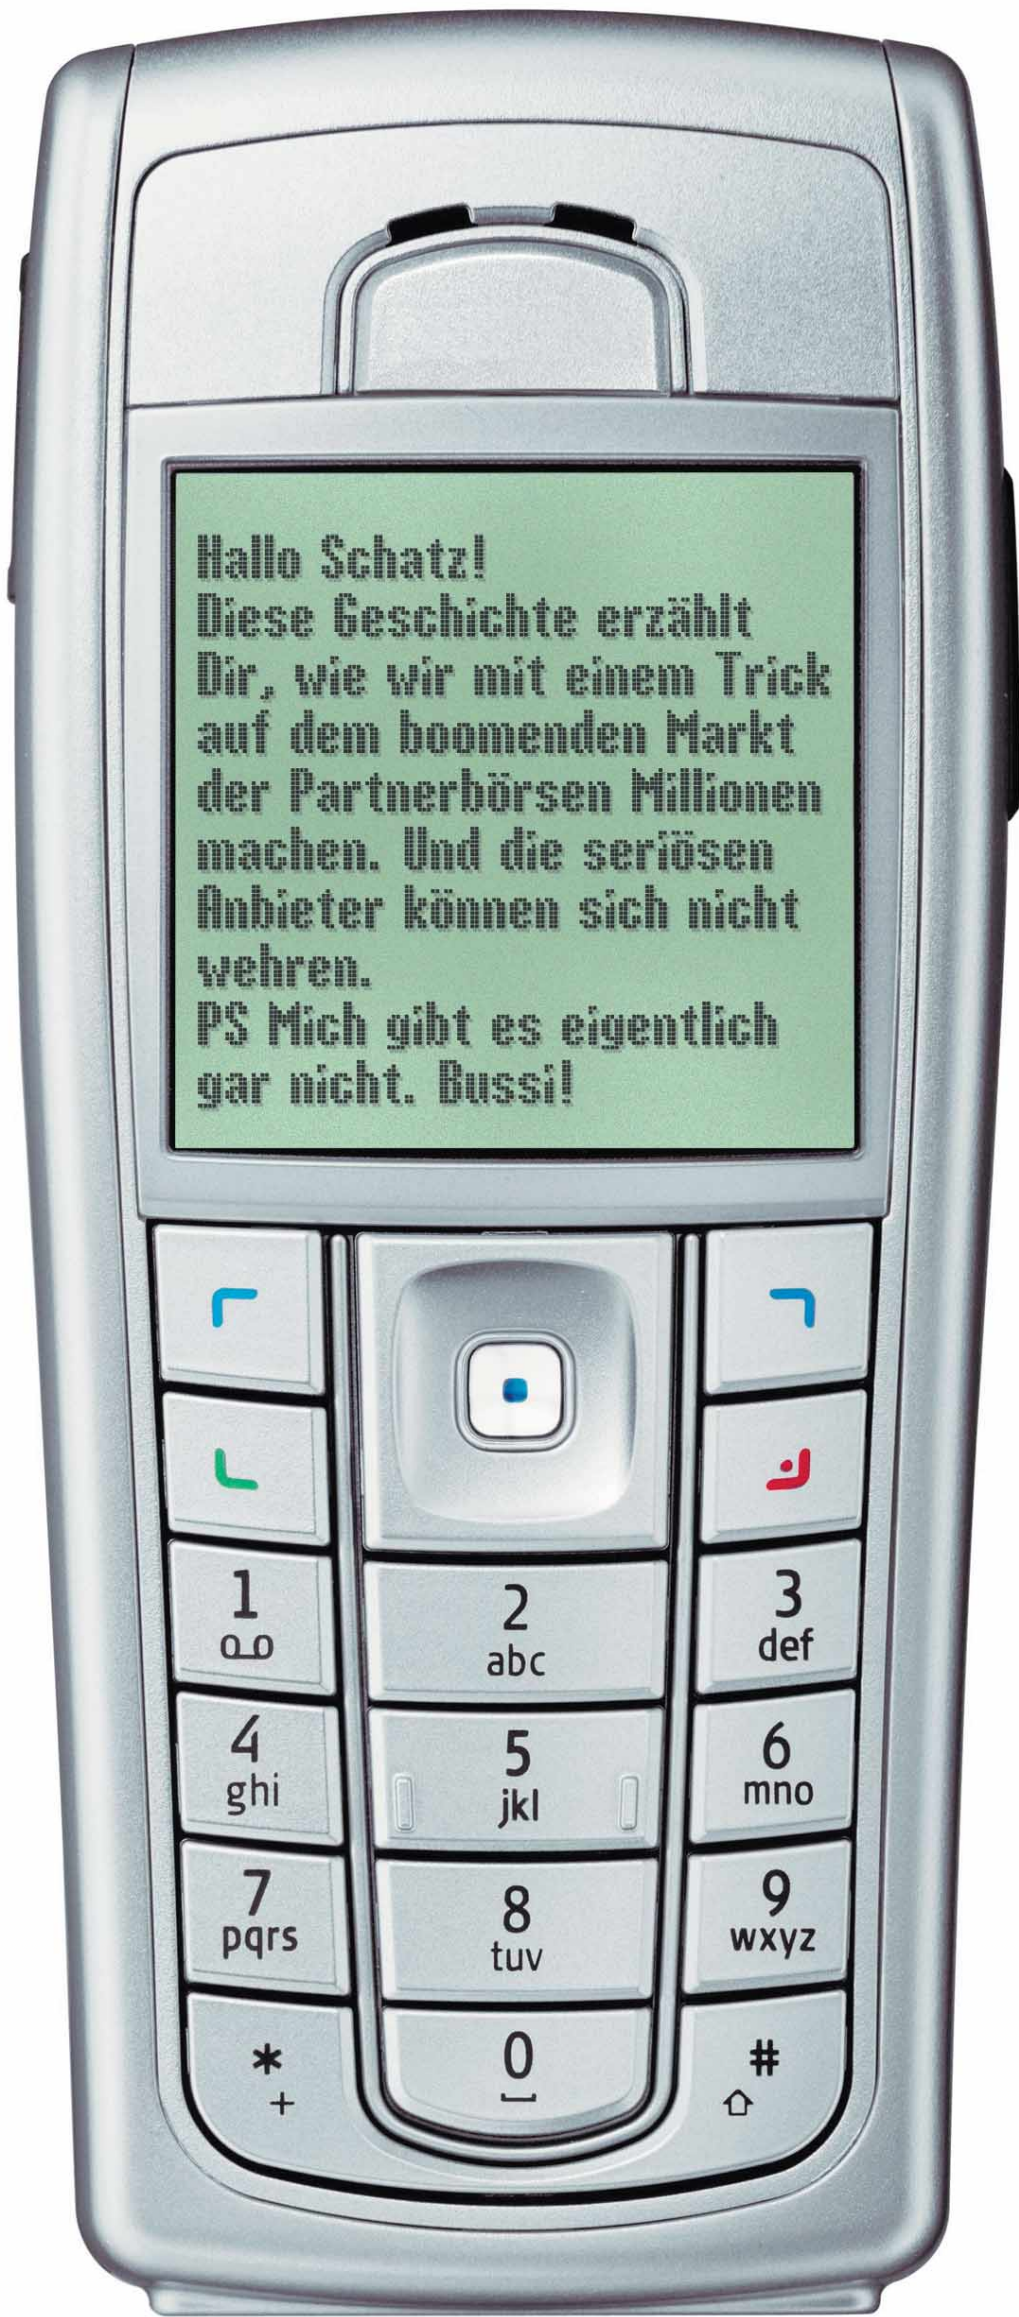 Hallo Schatz!
Diese Geschichte erzählt
Dir, wie wir mit einem Trick
auf dem boomenden Markt
der Partnerbörsen Millionen
machen. Und die seriösen
Anbieter können sich nicht
wehren.
PS Mich gibt es eigentlich
gar nicht. Bussi!
1 2 3
abc def
4 5 6
ghi jkl mno
7 8 9
pqrs tuv wxyz
* 0 #
+